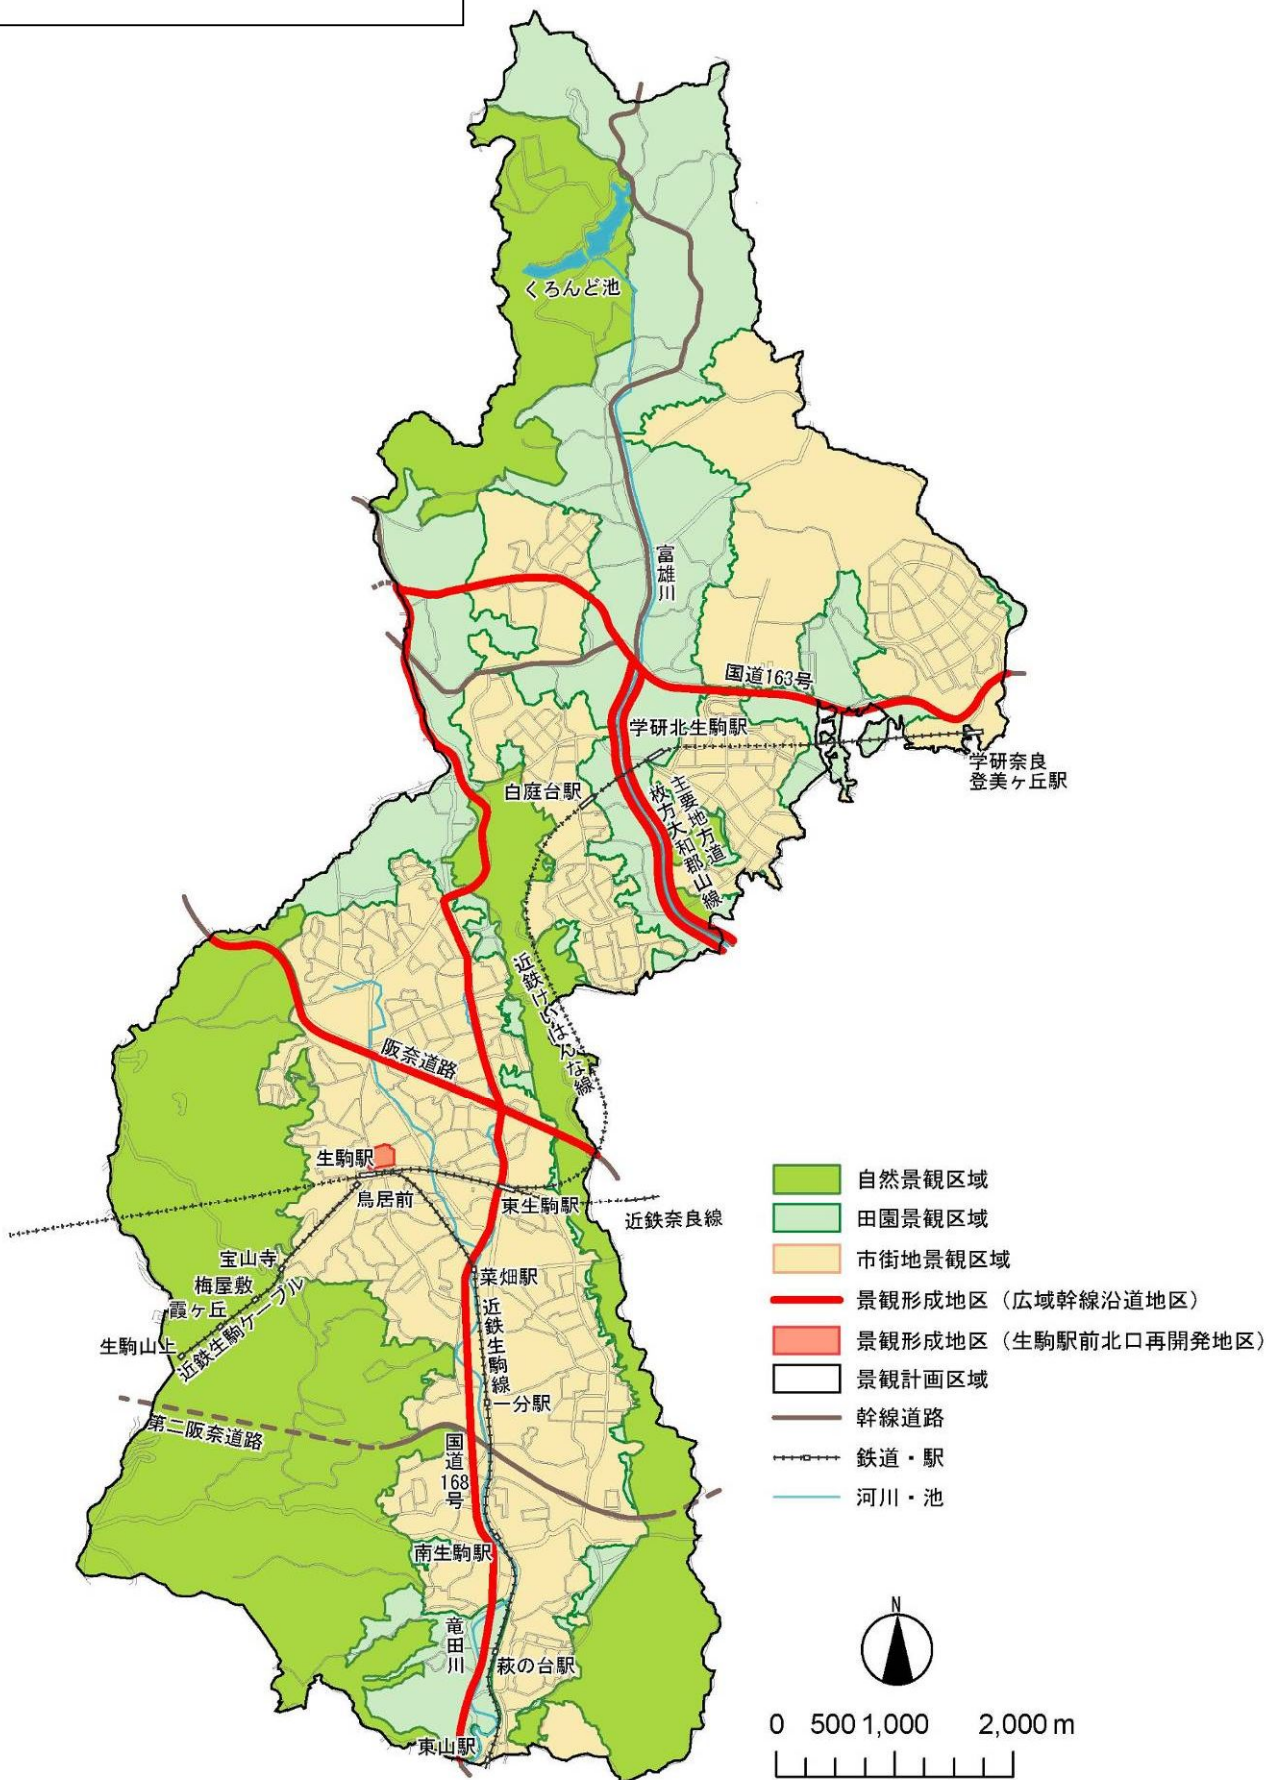 くろんど池
富雄川
国道163号
学研北生駒駅
学研奈良
登美ヶ丘駅
白庭台駅
主要地方道
枚方大和郡山線
近鉄けいはんな線
阪奈道路
生駒駅
鳥居前
東生駒駅
近鉄奈良線
宝山寺
梅屋敷
霞ヶ丘
生駒山上
近鉄生駒ケーブル
菜畑駅
近鉄生駒線
一分駅
第二阪奈道路
国道168号
南生駒駅
竜田川
萩の台駅
東山駅
自然景観区域
田園景観区域
市街地景観区域
景観形成地区（広域幹線沿道地区）
景観形成地区（生駒駅前北口再開発地区）
景観計画区域
幹線道路
鉄道・駅
河川・池
N
0 500 1,000 2,000 m